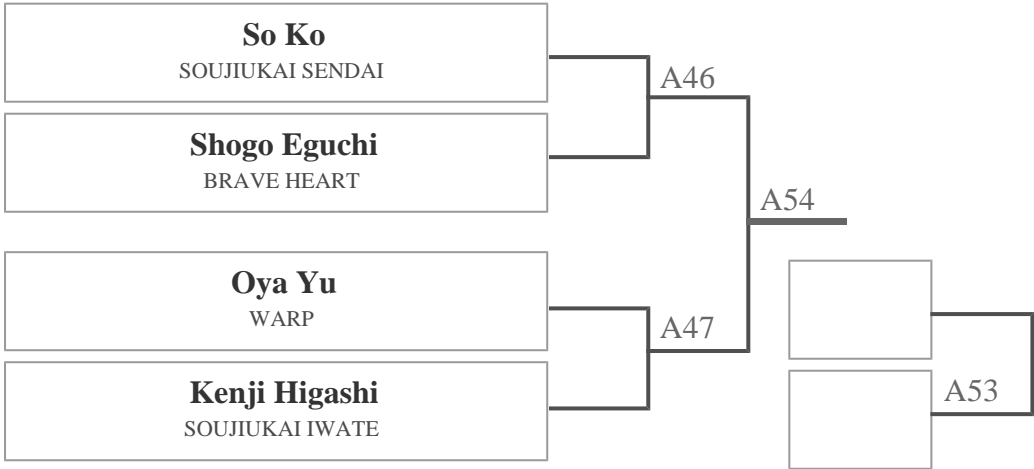 So Ko
SOUJIUKAI SENDAI
A46
Shogo Eguchi
BRAVE HEART
A54
Oya Yu
WARP
A47
Kenji Higashi
SOUJIUKAI IWATE
A53